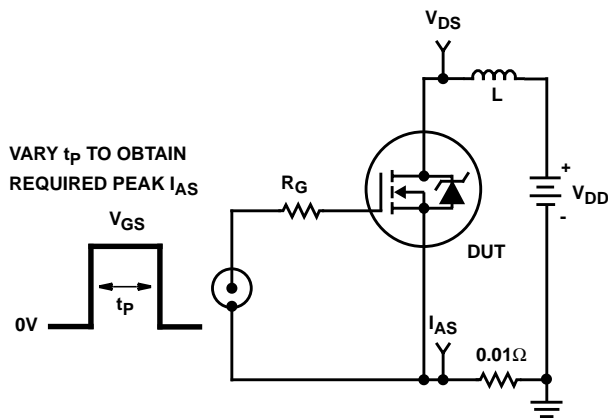 V_DS
L
VARY t_P TO OBTAIN
REQUIRED PEAK I_AS
R_G
+
V_DD
-
V_GS
DUT
t_P
0V
I_AS
0.01Ω